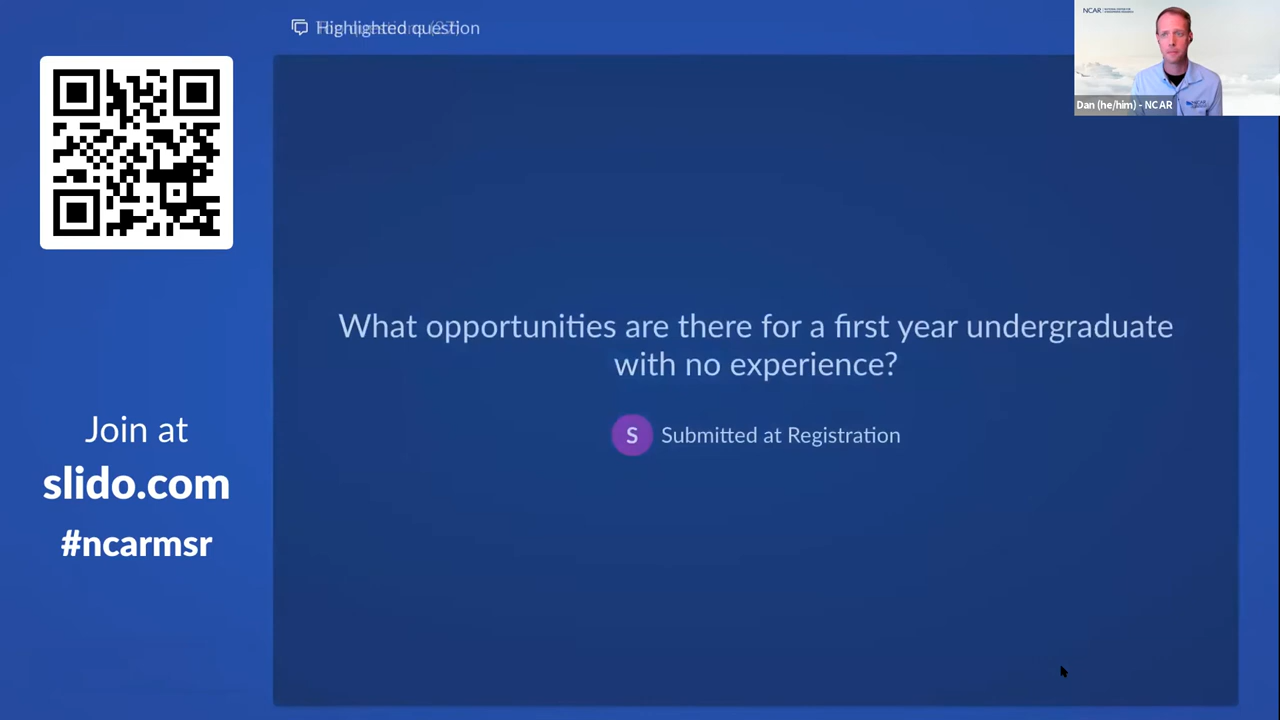 Highlighted question
NCAR
Dan (he/him) - NCAR
What opportunities are there for a first year undergraduate
with no experience?
S Submitted at Registration
Join at
slido.com
#ncarmsr